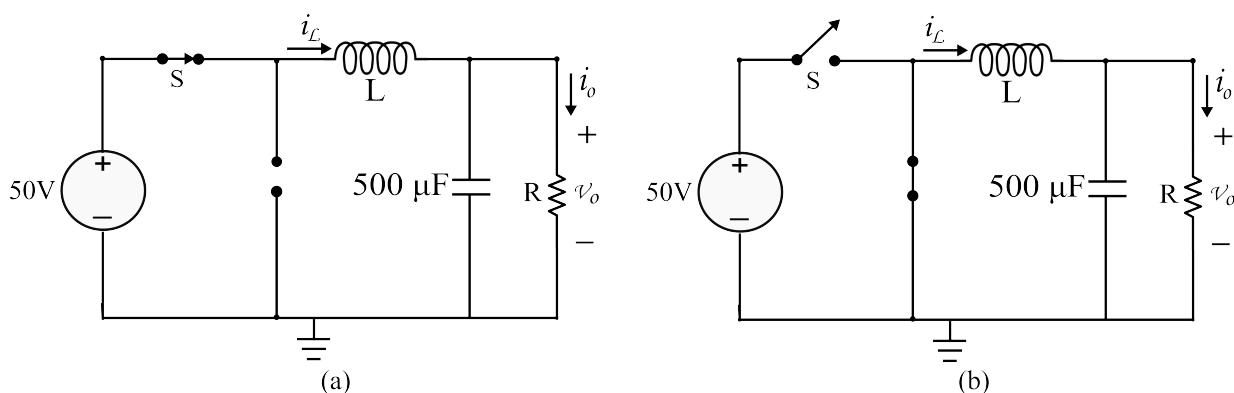 i_L
S
L
i_o
+
+
50V
500 μF
R
v_o
−
−
(a)
i_L
S
L
i_o
+
+
50V
500 μF
R
v_o
−
−
(b)